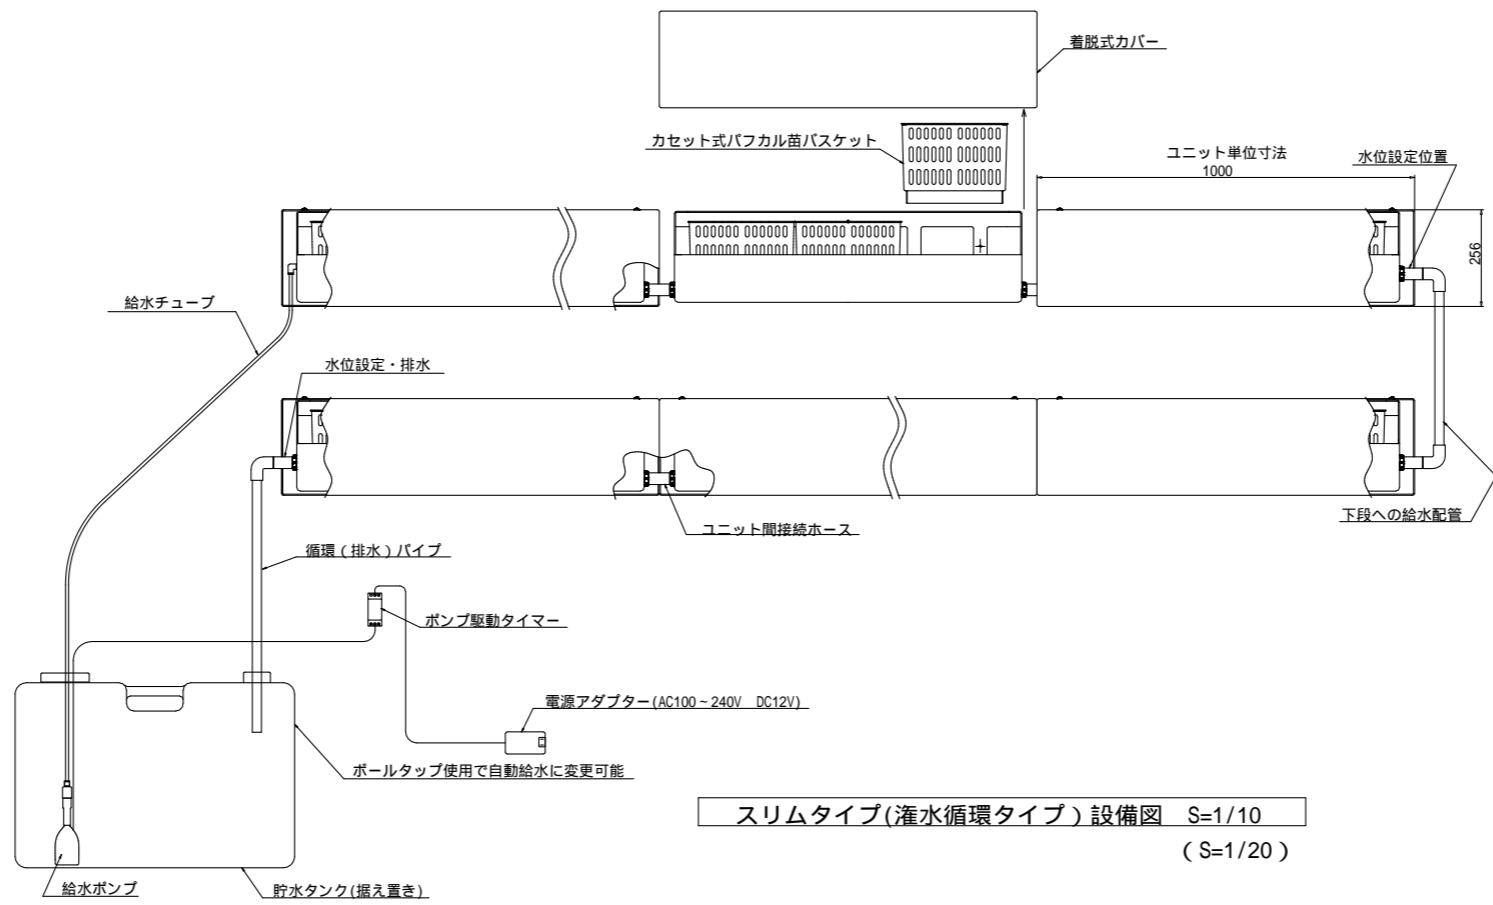 着脱式カバー
カセット式パフカル苗バスケット
ユニット単位寸法
1000
水位設定位置
256
給水チューブ
水位設定・排水
ユニット間接続ホース
下段への給水配管
循環(排水)パイプ
ポンプ駆動タイマー
電源アダプター(AC100~240V DC12V)
ボールタップ使用で自動給水に変更可能
スリムタイプ(潅水循環タイプ)設備図 S=1/10
(S=1/20)
給水ポンプ
貯水タンク(据え置き)